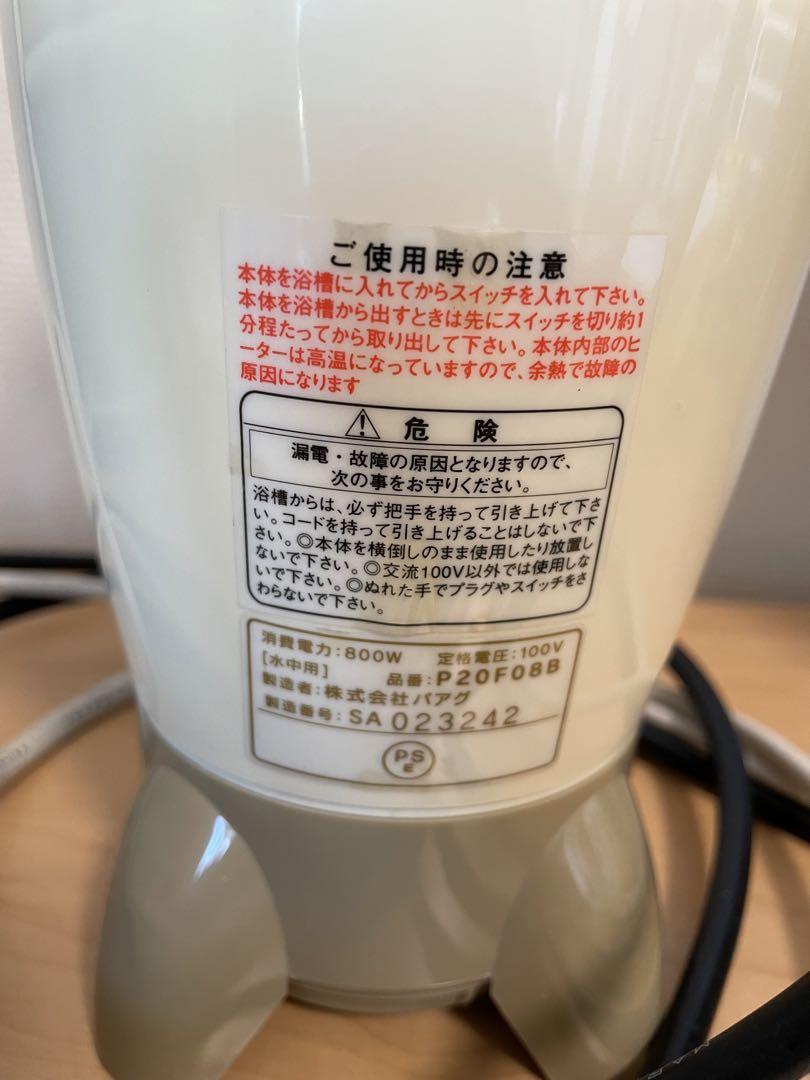 ご使用時の注意
本体を浴槽に入れてからスイッチを入れて下さい。
本体を浴槽から出すときは先にスイッチを切り約1
分程たってから取り出して下さい。本体内部のヒ
ーターは高温になっていますので、余熱で故障の
原因になります
危険
漏電・故障の原因となりますので、
次の事をお守りください。
浴槽からは、必ず把手を持って引き上げて下さ
い。コードを持って引き上げることはしないで下
さい。◎本体を横倒しのまま使用したり放置し
ないで下さい。◎交流100V以外では使用しな
いで下さい。◎ぬれた手でプラグやスイッチをさ
わらないで下さい。
消費電力:800W 定格電圧:100V
[水中用] 品番:P20F08B
製造者:株式会社パアグ
製造番号:SA 023242
PSE